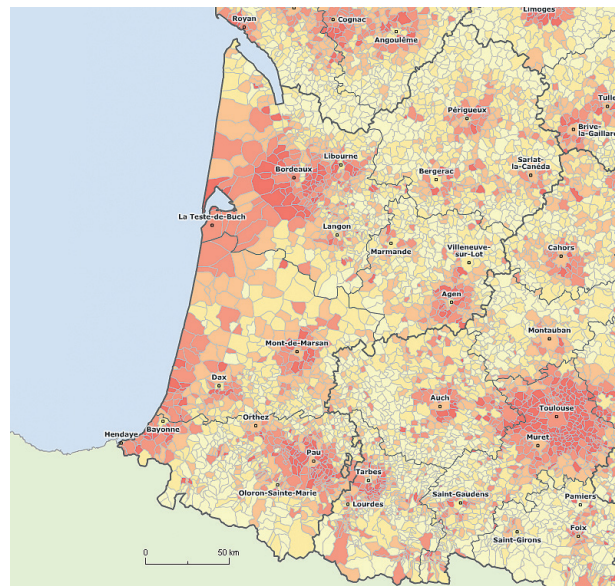 Limoges
Royan
Cognac
Angoulême
Tulle
Périgueux
Brive-
la-Gaillard
Libourne
Bordeaux
Bergerac
Sarlat
-la-Canéda
La Teste-de-Buch
Langon
Marmande
Villeneuve-
sur-Lot
Cahors
Agen
Montauban
Mont-de-Marsan
Dax
Auch
Toulouse
Orthez
Bayonne
Hendaye
Muret
Pau
Tarbes
Oloron-Sainte-Marie
Lourdes
Saint-Gaudens
Pamiers
Saint-Girons
Foix
0
50 km